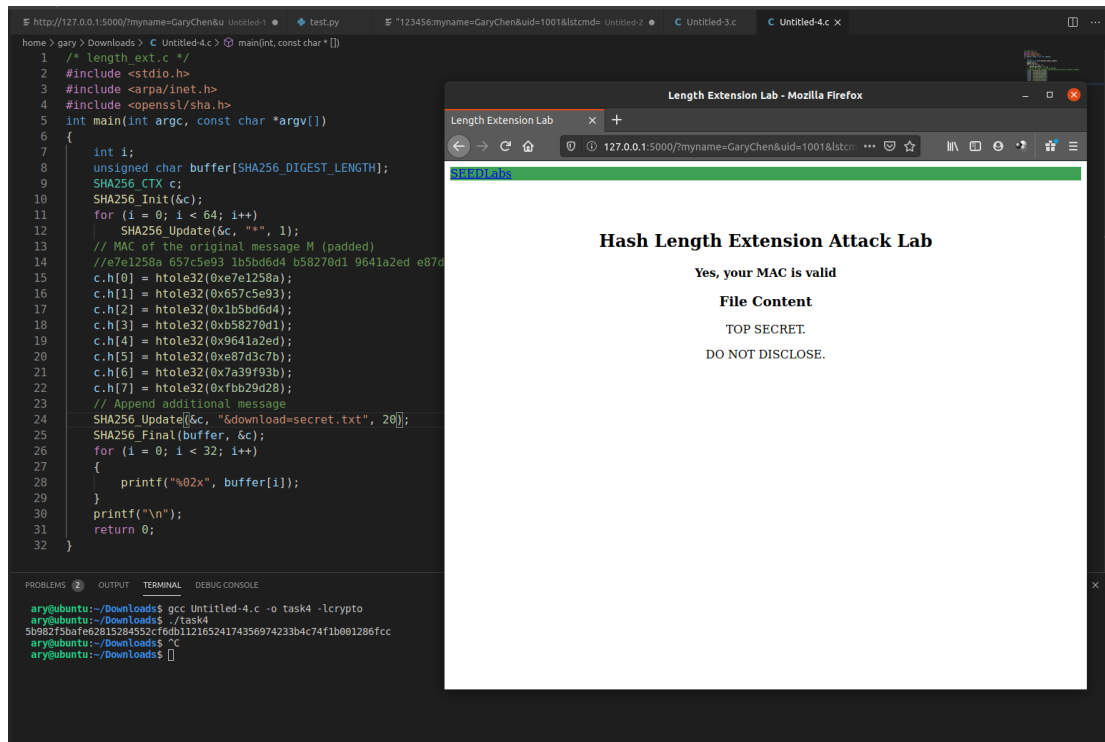 http://127.0.0.1:5000/?myname=GaryChen&u Untitled-1 ●
test.py
"123456:myname=GaryChen&uid=1001&lstcmd= Untitled-2 ●
C Untitled-3.c
C Untitled-4.c ×
home > gary > Downloads > C Untitled-4.c > main(int, const char * [])
1 /* length_ext.c */
2 #include <stdio.h>
3 #include <arpa/inet.h>
4 #include <openssl/sha.h>
5 int main(int argc, const char *argv[])
6 {
7 int i;
8 unsigned char buffer[SHA256_DIGEST_LENGTH];
9 SHA256_CTX c;
10 SHA256_Init(&c);
11 for (i = 0; i < 64; i++)
12 SHA256_Update(&c, "*", 1);
13 // MAC of the original message M (padded)
14 //e7e1258a 657c5e93 1b5bd6d4 b58270d1 9641a2ed e87d
15 c.h[0] = htole32(0xe7e1258a);
16 c.h[1] = htole32(0x657c5e93);
17 c.h[2] = htole32(0x1b5bd6d4);
18 c.h[3] = htole32(0xb58270d1);
19 c.h[4] = htole32(0x9641a2ed);
20 c.h[5] = htole32(0xe87d3c7b);
21 c.h[6] = htole32(0x7a39f93b);
22 c.h[7] = htole32(0xfbb29d28);
23 // Append additional message
24 SHA256_Update(&c, "&download=secret.txt", 20);
25 SHA256_Final(buffer, &c);
26 for (i = 0; i < 32; i++)
27 {
28 printf("%02x", buffer[i]);
29 }
30 printf("\n");
31 return 0;
32 }
PROBLEMS 2 OUTPUT TERMINAL DEBUG CONSOLE
ary@ubuntu:~/Downloads$ gcc Untitled-4.c -o task4 -lcrypto
ary@ubuntu:~/Downloads$ ./task4
5b982f5bafe62815284552cf6db11216524174356974233b4c74f1b001286fcc
ary@ubuntu:~/Downloads$ ^C
ary@ubuntu:~/Downloads$
Length Extension Lab - Mozilla Firefox
Length Extension Lab × +
127.0.0.1:5000/?myname=GaryChen&uid=1001&lstcm
SEEDLabs
Hash Length Extension Attack Lab
Yes, your MAC is valid
File Content
TOP SECRET.
DO NOT DISCLOSE.